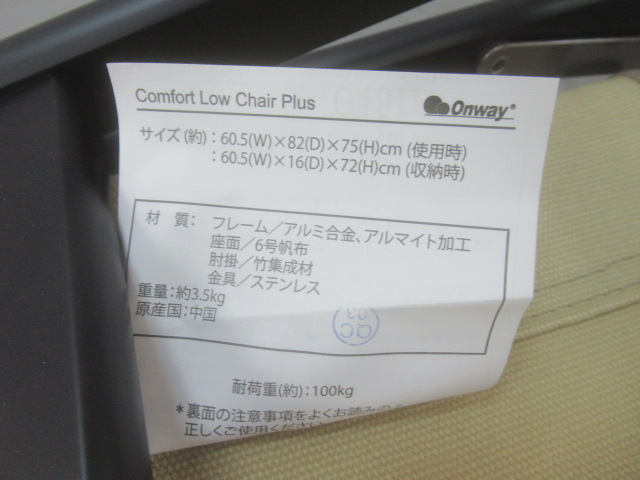 Comfort Low Chair Plus
Onway®
サイズ(約):60.5(W)×82(D)×75(H)cm (使用時)
:60.5(W)×16(D)×72(H)cm (収納時)
材 質: フレーム/アルミ合金、アルマイト加工
座面/6号帆布
肘掛/竹集成材
金具/ステンレス
重量:約3.5kg
原産国:中国
QC
03
耐荷重(約):100kg
*裏面の注意事項をよくお読みの
正しくご使用ください